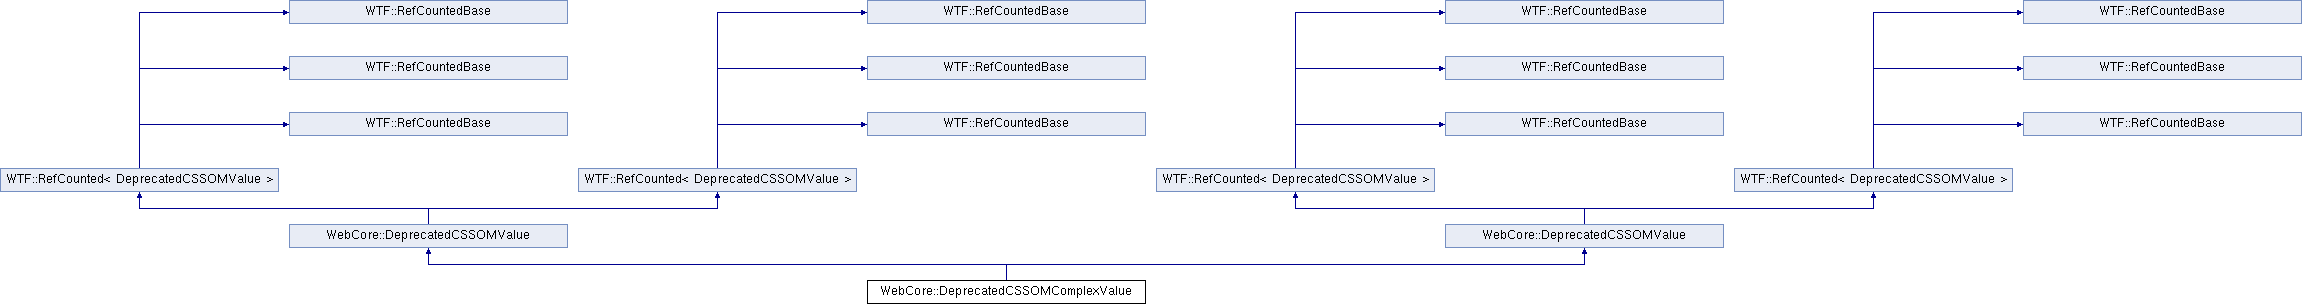 WTF::RefCountedBase
WTF::RefCountedBase
WTF::RefCountedBase
WTF::RefCountedBase
WTF::RefCountedBase
WTF::RefCountedBase
WTF::RefCountedBase
WTF::RefCountedBase
WTF::RefCountedBase
WTF::RefCountedBase
WTF::RefCountedBase
WTF::RefCountedBase
WTF::RefCounted< DeprecatedCSSOMValue >
WTF::RefCounted< DeprecatedCSSOMValue >
WTF::RefCounted< DeprecatedCSSOMValue >
WTF::RefCounted< DeprecatedCSSOMValue >
WebCore::DeprecatedCSSOMValue
WebCore::DeprecatedCSSOMValue
WebCore::DeprecatedCSSOMComplexValue